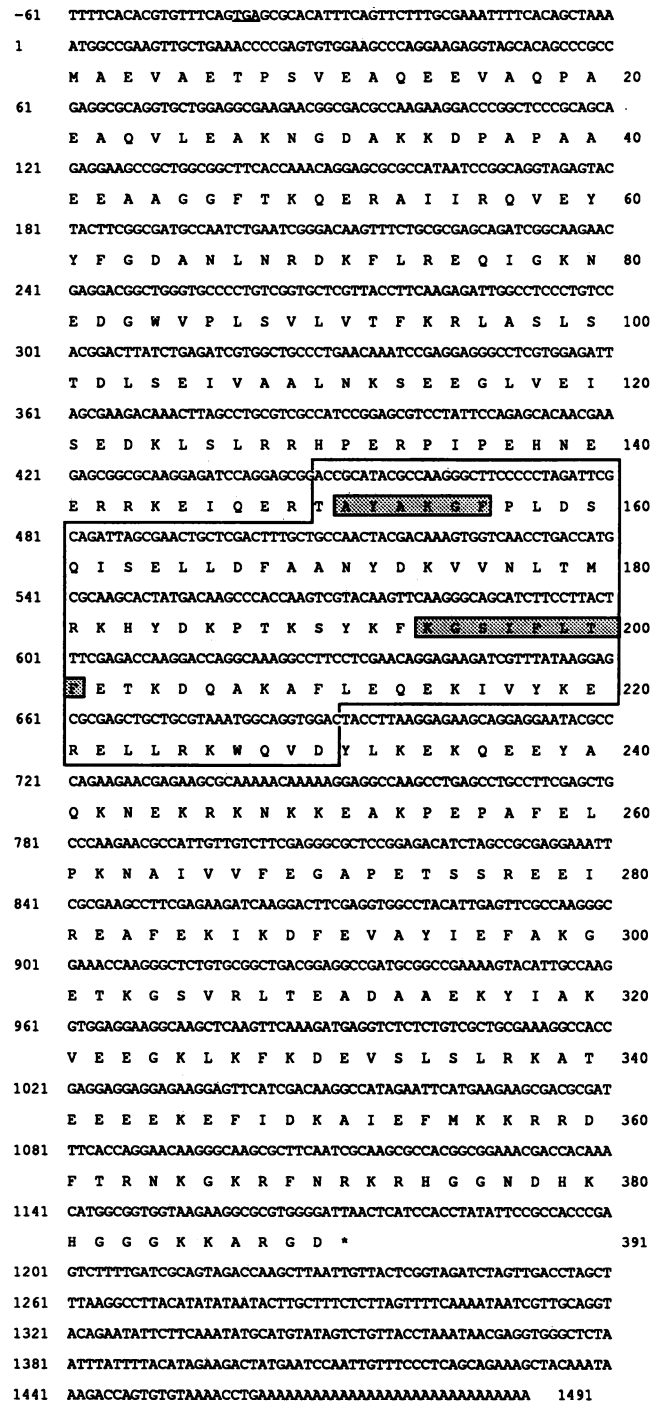 -61 TTTTCACACGTGTTTCAGTGAGCGCACATTTCAGTTCTTTGCGAAATTTTCACAGCTAAA
1 ATGGCCGAAGTTGCTGAAACCCCGAGTGTGGAAGCCCAGGAAGAGGTAGCACAGCCCGCC
M A E V A E T P S V E A Q E E V A Q P A 20
61 GAGGCGCAGGTGCTGGAGGCGAAGAACGGCGACGCCAAGAAGGACCCGGCTCCCGCAGCA
E A Q V L E A K N G D A K K D P A P A A 40
121 GAGGAAGCCGCTGGCGGCTTCACCAAACAGGAGCGCGCCATAATCCGGCAGGTAGAGTAC
E E A A G G F T K Q E R A I I R Q V E Y 60
181 TACTTCGGCGATGCCAATCTGAATCGGGACAAGTTTCTGCGCGAGCAGATCGGCAAGAAC
Y F G D A N L N R D K F L R E Q I G K N 80
241 GAGGACGGCTGGGTGCCCCTGTCGGTGCTCGTTACCTTCAAGAGATTGGCCTCCCTGTCC
E D G W V P L S V L V T F K R L A S L S 100
301 ACGGACTTATCTGAGATCGTGGCTGCCCTGAACAAATCCGAGGAGGGCCTCGTGGAGATT
T D L S E I V A A L N K S E E G L V E I 120
361 AGCGAAGACAAACTTAGCCTGCGTCGCCATCCGGAGCGTCCTATTCCAGAGCACAACGAA
S E D K L S L R R H P E R P I P E H N E 140
421 GAGCGGCGCAAGGAGATCCAGGAGCGGACCGCATACGCCAAGGGCTTCCCCCTAGATTCG
E R R K E I Q E R T A Y A K G F P L D S 160
481 CAGATTAGCGAACTGCTCGACTTTGCTGCCAACTACGACAAAGTGGTCAACCTGACCATG
Q I S E L L D F A A N Y D K V V N L T M 180
541 CGCAAGCACTATGACAAGCCCACCAAGTCGTACAAGTTCAAGGGCAGCATCTTCCTTACT
R K H Y D K P T K S Y K F K G S I F L T 200
601 TTCGAGACCAAGGACCAGGCAAAGGCCTTCCTCGAACAGGAGAAGATCGTTTATAAGGAG
F E T K D Q A K A F L E Q E K I V Y K E 220
661 CGCGAGCTGCTGCGTAAATGGCAGGTGGACTACCTTAAGGAGAAGCAGGAGGAATACGCC
R E L L R K W Q V D Y L K E K Q E E Y A 240
721 CAGAAGAACGAGAAGCGCAAAAACAAAAAGGAGGCCAAGCCTGAGCCTGCCTTCGAGCTG
Q K N E K R K N K K E A K P E P A F E L 260
781 CCCAAGAACGCCATTGTTGTCTTCGAGGGCGCTCCGGAGACATCTAGCCGCGAGGAAATT
P K N A I V V F E G A P E T S S R E E I 280
841 CGCGAAGCCTTCGAGAAGATCAAGGACTTCGAGGTGGCCTACATTGAGTTCGCCAAGGGC
R E A F E K I K D F E V A Y I E F A K G 300
901 GAAACCAAGGGCTCTGTGCGGCTGACGGAGGCCGATGCGGCCGAAAAGTACATTGCCAAG
E T K G S V R L T E A D A A E K Y I A K 320
961 GTGGAGGAAGGCAAGCTCAAGTTCAAAGATGAGGTCTCTCTGTCGCTGCGAAAGGCCACC
V E E G K L K F K D E V S L S L R K A T 340
1021 GAGGAGGAGGAGAAGGAGTTCATCGACAAGGCCATAGAATTCATGAAGAAGCGACGCGAT
E E E E K E F I D K A I E F M K K R R D 360
1081 TTCACCAGGAACAAGGGCAAGCGCTTCAATCGCAAGCGCCACGGCGGAAACGACCACAAA
F T R N K G K R F N R K R H G G N D H K 380
1141 CATGGCGGTGGTAAGAAGGCGCGTGGGGATTAACTCATCCACCTATATTCCGCCACCCGA
H G G G K K A R G D * 391
1201 GTCTTTTGATCGCAGTAGACCAAGCTTAATTGTTACTCGGTAGATCTAGTTGACCTAGCT
1261 TTAAGGCCTTACATATATAATACTTGCTTTCTCTTAGTTTTCAAAATAATCGTTGCAGGT
1321 ACAGAATATTCTTCAAATATGCATGTATAGTCTGTTACCTAAATAACGAGGTGGGCTCTA
1381 ATTTATTTTACATAGAAGACTATGAATCCAATTGTTTCCCTCAGCAGAAAGCTACAAATA
1441 AAGACCAGTGTGTAAAACCTGAAAAAAAAAAAAAAAAAAAAAAAAAAAAA 1491